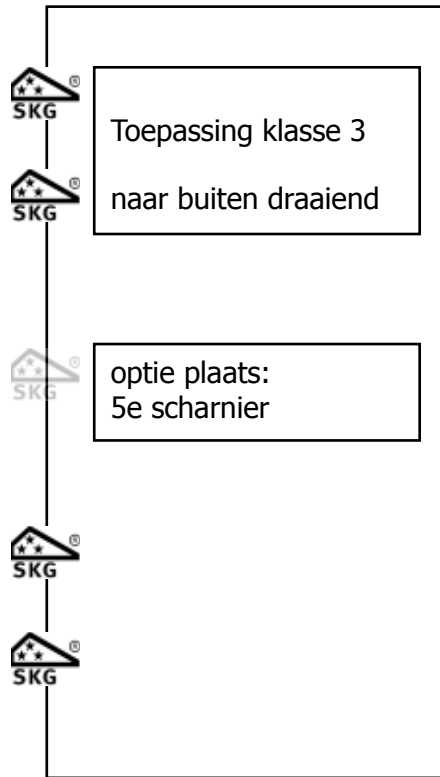 SKG ®
Toepassing klasse 3
SKG ®
naar buiten draaiend
SKG ®
optie plaats:
5e scharnier
SKG ®
SKG ®